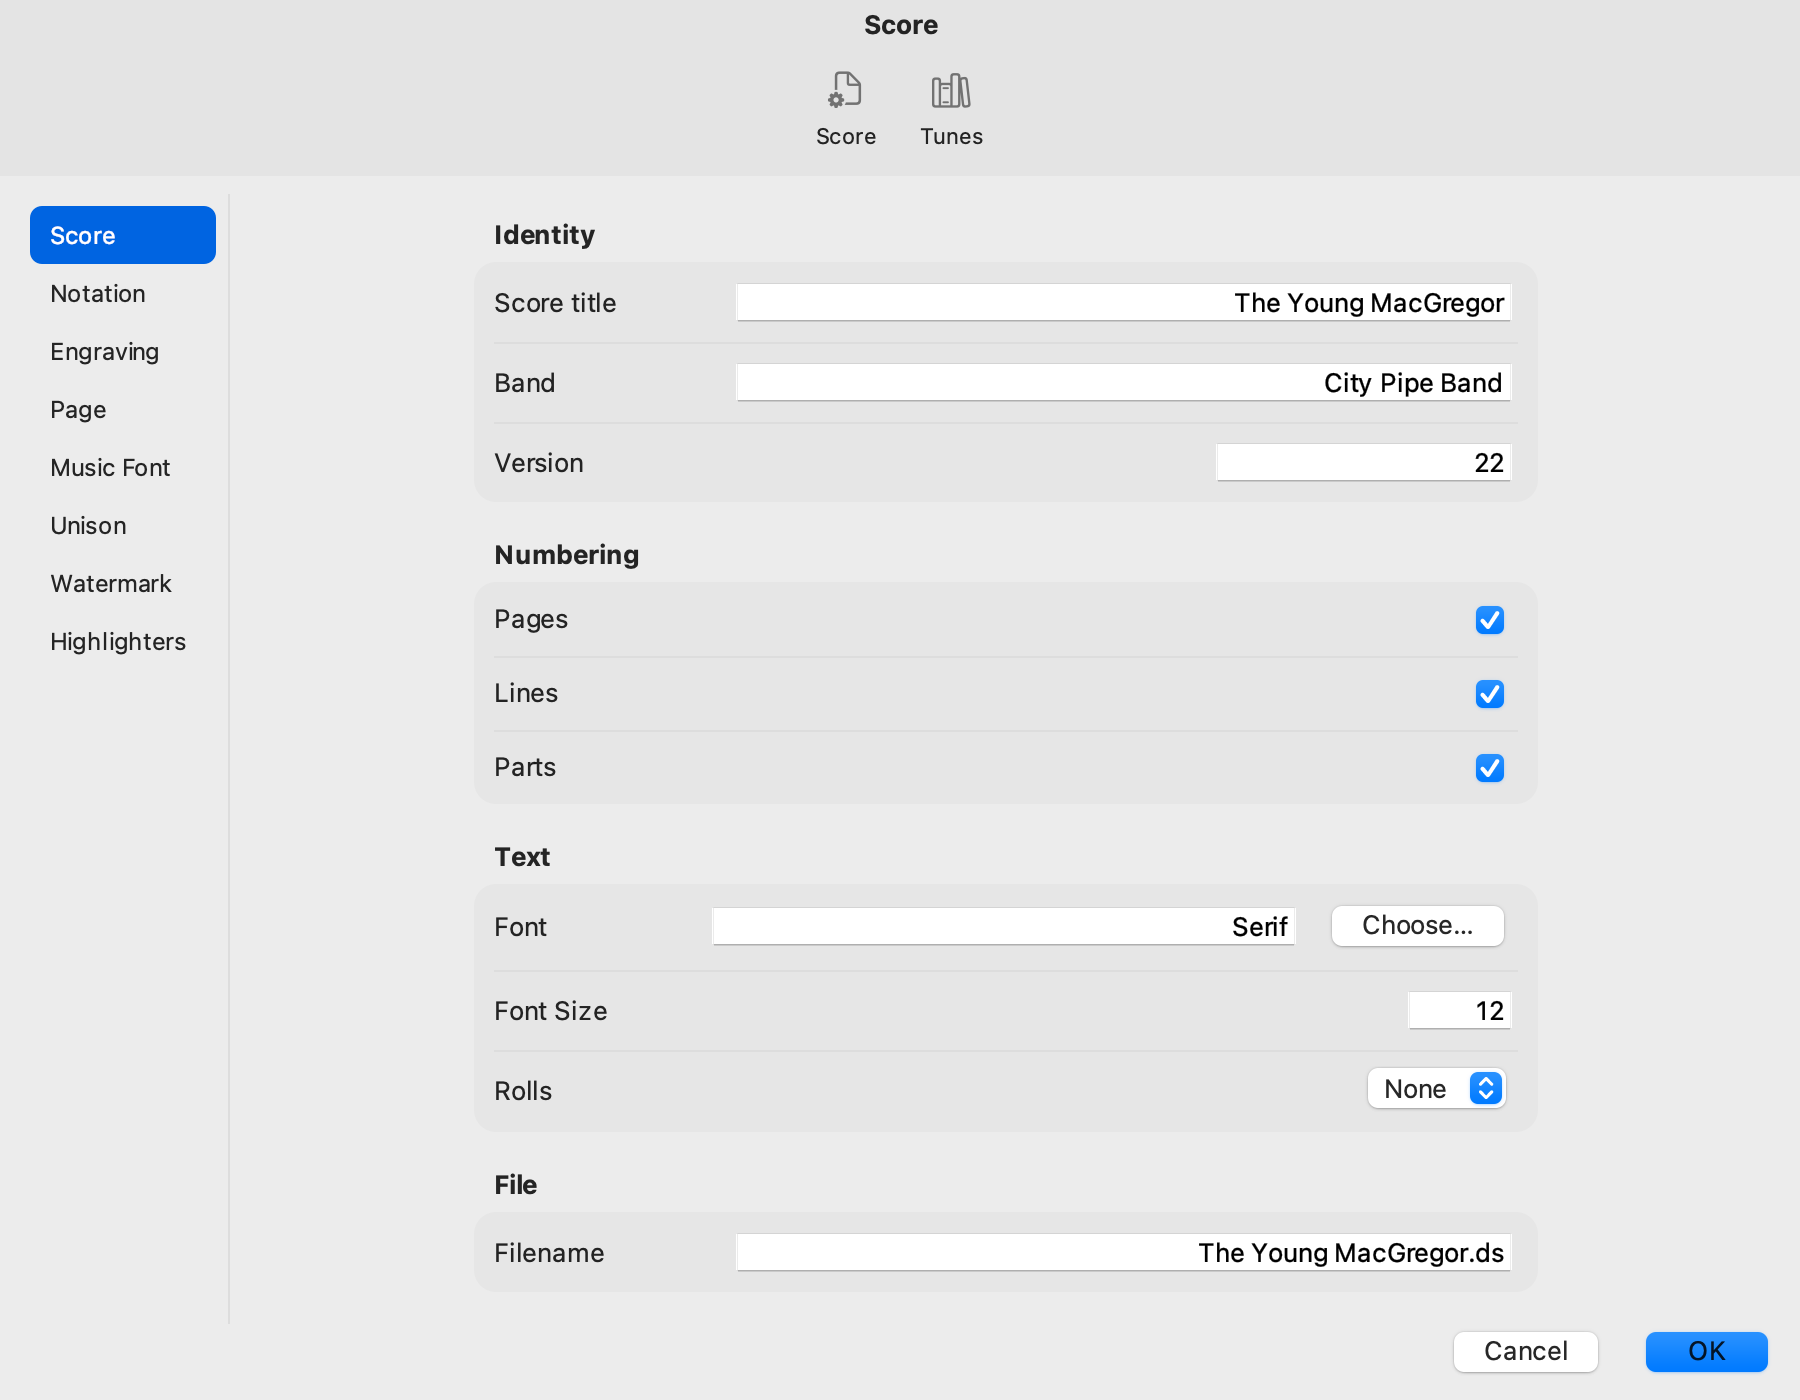 Score
Score Tunes
Score
Notation
Engraving
Page
Music Font
Unison
Watermark
Highlighters
Identity
Score title The Young MacGregor
Band City Pipe Band
Version 22
Numbering
Pages
Lines
Parts
Text
Font Serif Choose...
Font Size 12
Rolls None
File
Filename The Young MacGregor.ds
Cancel OK